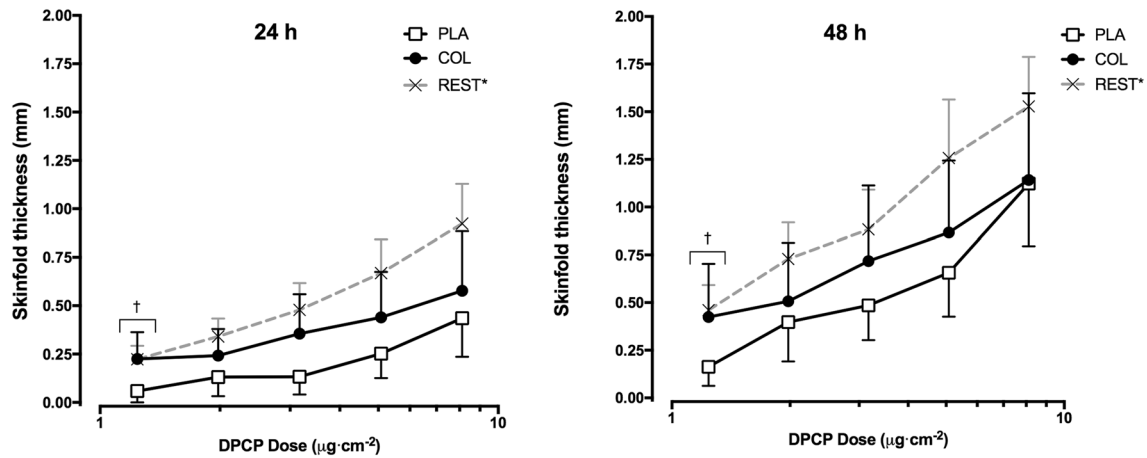 24 h
PLA
COL
REST*
2.00
1.75
1.50
1.25
1.00
0.75
0.50
0.25
0.00
Skinfold thickness (mm)
†
1
10
DPCP Dose (μg·cm-2)
48 h
PLA
COL
REST*
2.00
1.75
1.50
1.25
1.00
0.75
0.50
0.25
0.00
Skinfold thickness (mm)
†
1
10
DPCP Dose (μg·cm-2)